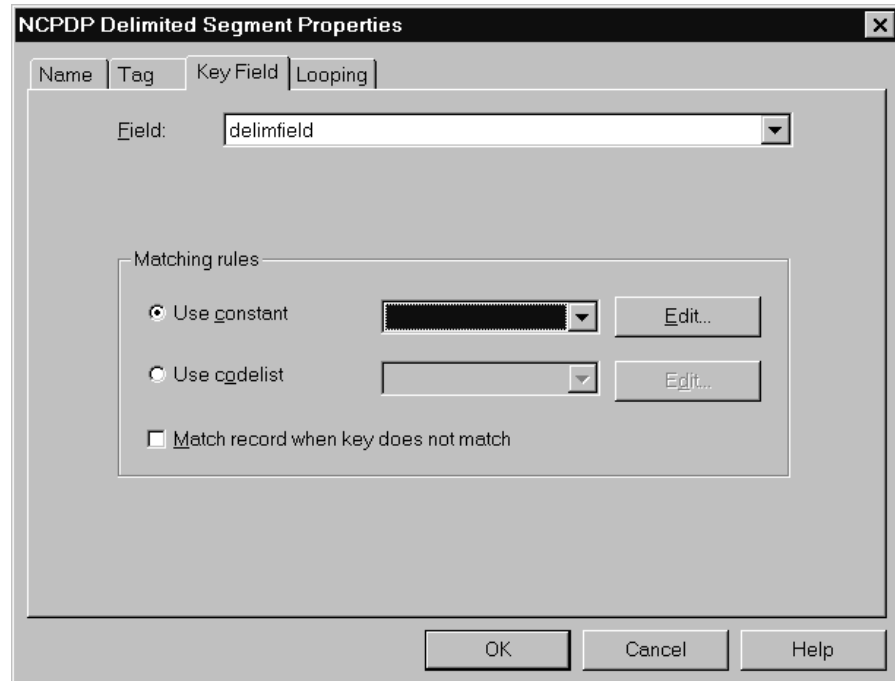 NCPDP Delimited Segment Properties
Name Tag Key Field Looping
Field: delimfield
Matching rules
Use constant Edit...
Use codelist Edit...
Match record when key does not match
OK Cancel Help